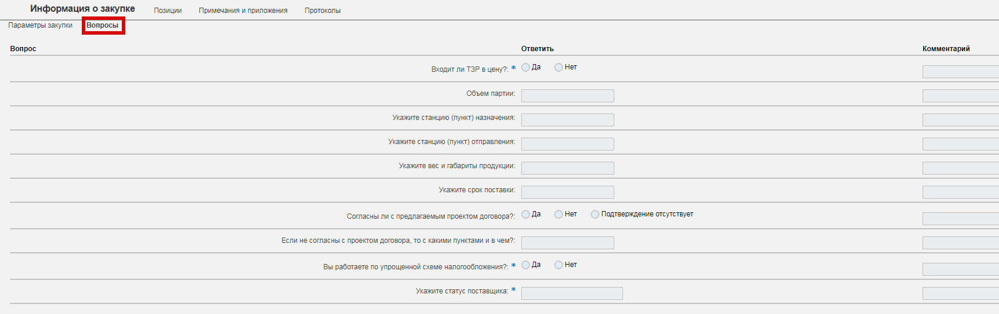 Информация о закупке Позиции Примечания и приложения Протоколы
Параметры закупки Вопросы
Вопрос Ответить Комментарий
Входит ли ТЗР в цену?: * Да Нет
Объем партии:
Укажите станцию (пункт) назначения:
Укажите станцию (пункт) отправления:
Укажите вес и габариты продукции:
Укажите срок поставки:
Согласны ли с предлагаемым проектом договора?: Да Нет Подтверждение отсутствует
Если не согласны с проектом договора, то с какими пунктами и в чем?:
Вы работаете по упрощенной схеме налогообложения?: * Да Нет
Укажите статус поставщика: *